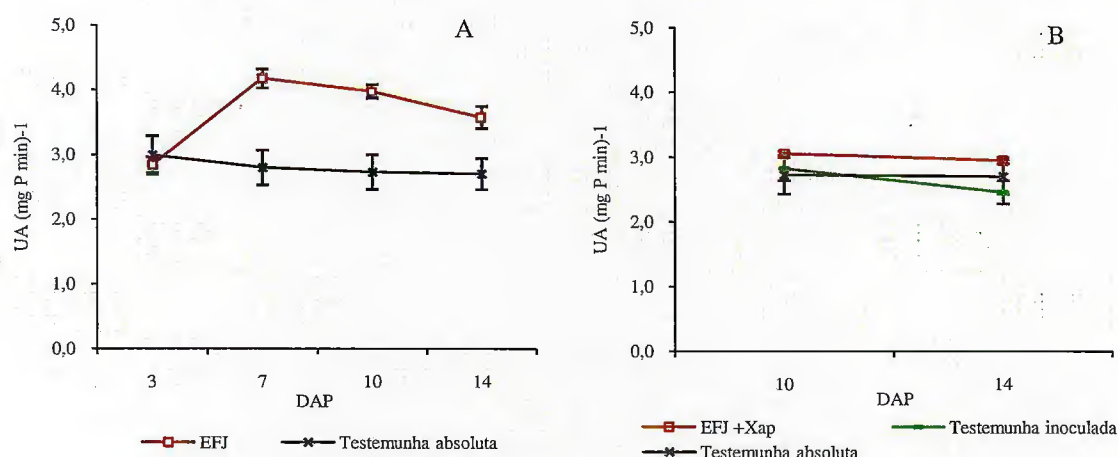 A
5,0
4,0
3,0
2,0
1,0
0,0
UA (mg P min)-1
3 7 10 14
DAP
EFJ Testemunha absoluta
B
5,0
4,0
3,0
2,0
1,0
0,0
UA (mg P min)-1
10 14
DAP
EFJ +Xap Testemunha inoculada
Testemunha absoluta